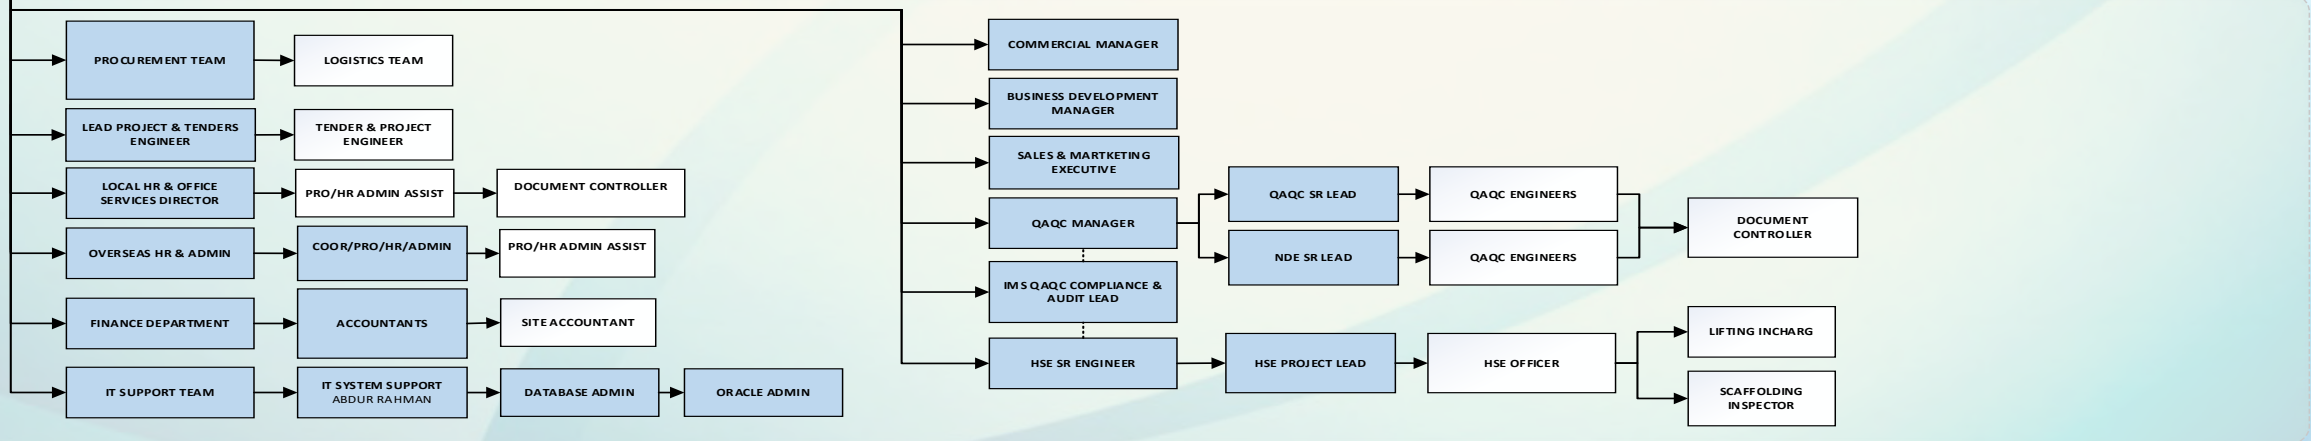 PROCUREMENT TEAM
LOGISTICS TEAM
LEAD PROJECT & TENDERS
ENGINEER
TENDER & PROJECT
ENGINEER
LOCAL HR & OFFICE
SERVICES DIRECTOR
PRO/HR ADMIN ASSIST
DOCUMENT CONTROLLER
OVERSEAS HR & ADMIN
COOR/PRO/HR/ADMIN
PRO/HR ADMIN ASSIST
FINANCE DEPARTMENT
ACCOUNTANTS
SITE ACCOUNTANT
IT SUPPORT TEAM
IT SYSTEM SUPPORT
ABDUR RAHMAN
DATABASE ADMIN
ORACLE ADMIN
COMMERCIAL MANAGER
BUSINESS DEVELOPMENT
MANAGER
SALES & MARTKETING
EXECUTIVE
QAQC MANAGER
QAQC SR LEAD
QAQC ENGINEERS
NDE SR LEAD
QAQC ENGINEERS
DOCUMENT
CONTROLLER
IMS QAQC COMPLIANCE &
AUDIT LEAD
HSE SR ENGINEER
HSE PROJECT LEAD
HSE OFFICER
LIFTING INCHARG
SCAFFOLDING
INSPECTOR